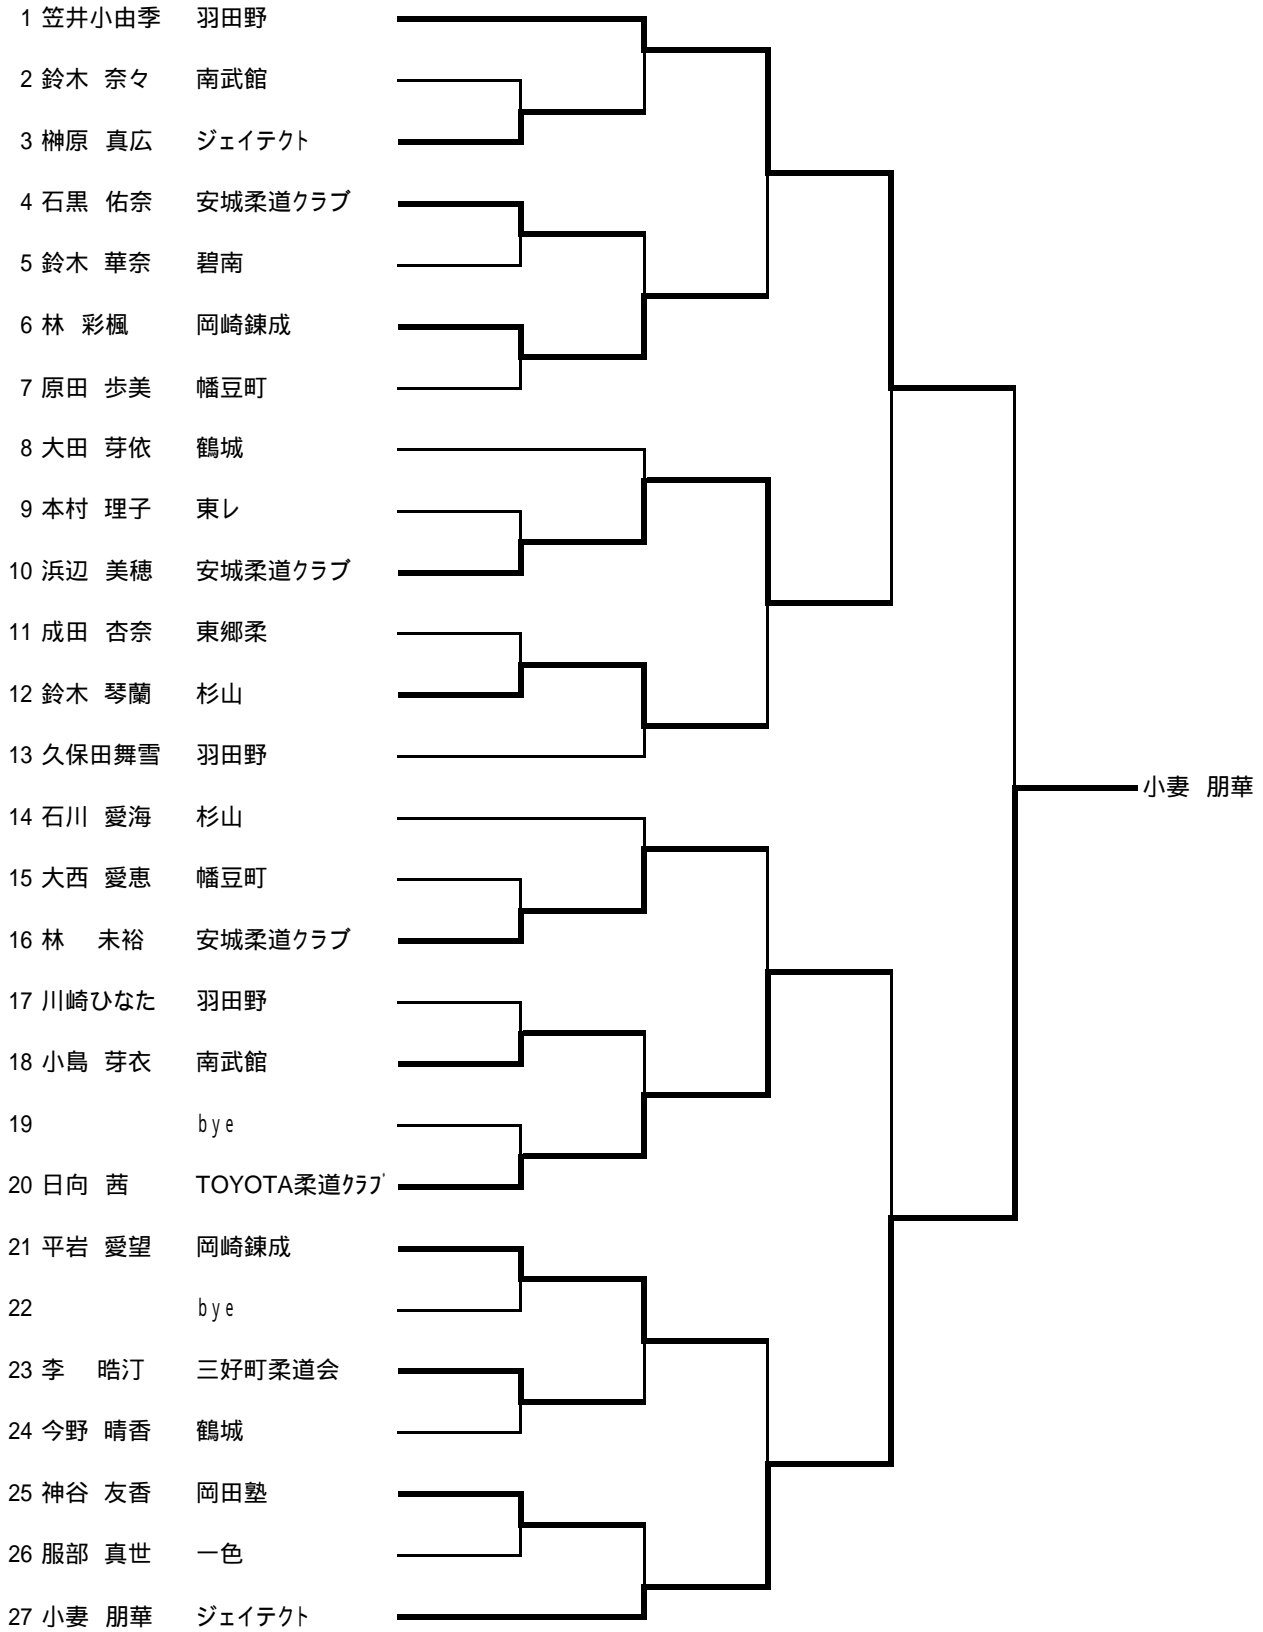 1 笠井小由季 羽田野
2 鈴木 奈々 南武館
3 榊原 真広 ジェイテクト
4 石黒 佑奈 安城柔道クラブ
5 鈴木 華奈 碧南
6 林 彩楓 岡崎錬成
7 原田 歩美 幡豆町
8 大田 芽依 鶴城
9 本村 理子 東レ
10 浜辺 美穂 安城柔道クラブ
11 成田 杏奈 東郷柔
12 鈴木 琴蘭 杉山
13 久保田舞雪 羽田野
小妻 朋華
14 石川 愛海 杉山
15 大西 愛恵 幡豆町
16 林 未裕 安城柔道クラブ
17 川崎ひなた 羽田野
18 小島 芽衣 南武館
19 bye
20 日向 茜 TOYOTA柔道クラブ
21 平岩 愛望 岡崎錬成
22 bye
23 李 晧汀 三好町柔道会
24 今野 晴香 鶴城
25 神谷 友香 岡田塾
26 服部 真世 一色
27 小妻 朋華 ジェイテクト